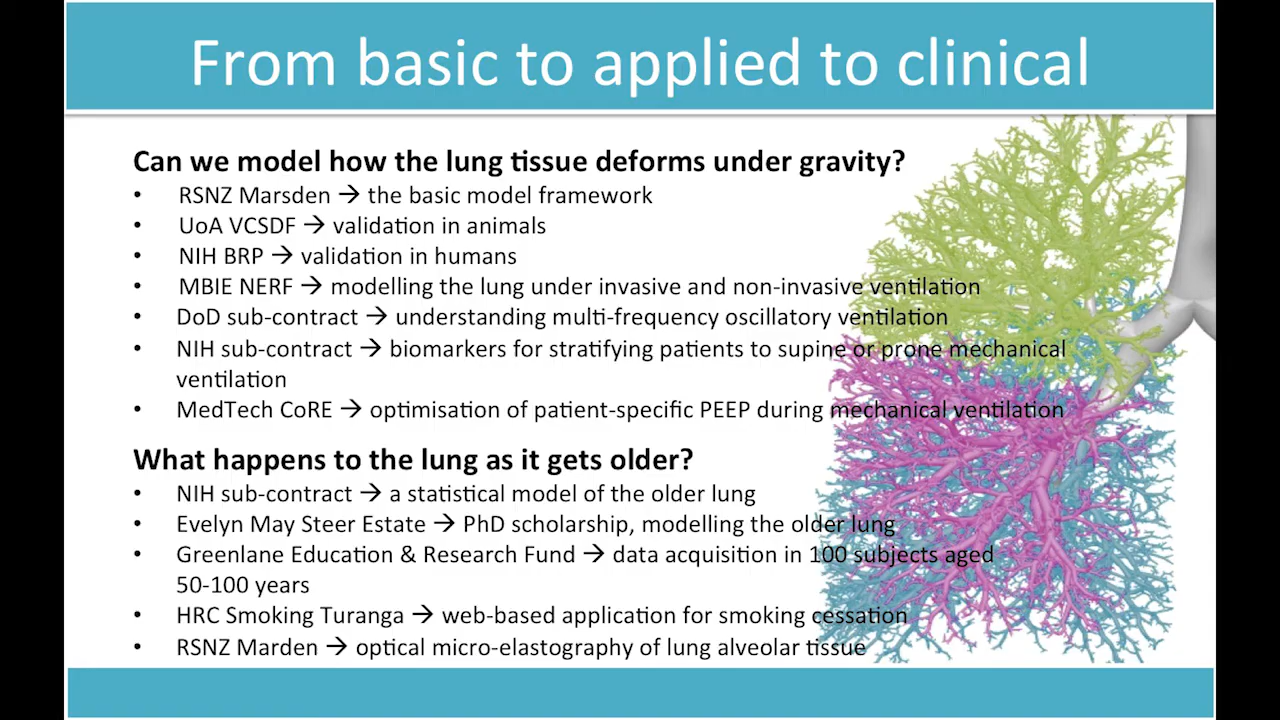 From basic to applied to clinical
Can we model how the lung tissue deforms under gravity?
• RSNZ Marsden → the basic model framework
• UoA VCSDF → validation in animals
• NIH BRP → validation in humans
• MBIE NERF → modelling the lung under invasive and non-invasive ventilation
• DoD sub-contract → understanding multi-frequency oscillatory ventilation
• NIH sub-contract → biomarkers for stratifying patients to supine or prone mechanical
ventilation
• MedTech CoRE → optimisation of patient-specific PEEP during mechanical ventilation
What happens to the lung as it gets older?
• NIH sub-contract → a statistical model of the older lung
• Evelyn May Steer Estate → PhD scholarship, modelling the older lung
• Greenlane Education & Research Fund → data acquisition in 100 subjects aged
50-100 years
• HRC Smoking Turanga → web-based application for smoking cessation
• RSNZ Marden → optical micro-elastography of lung alveolar tissue